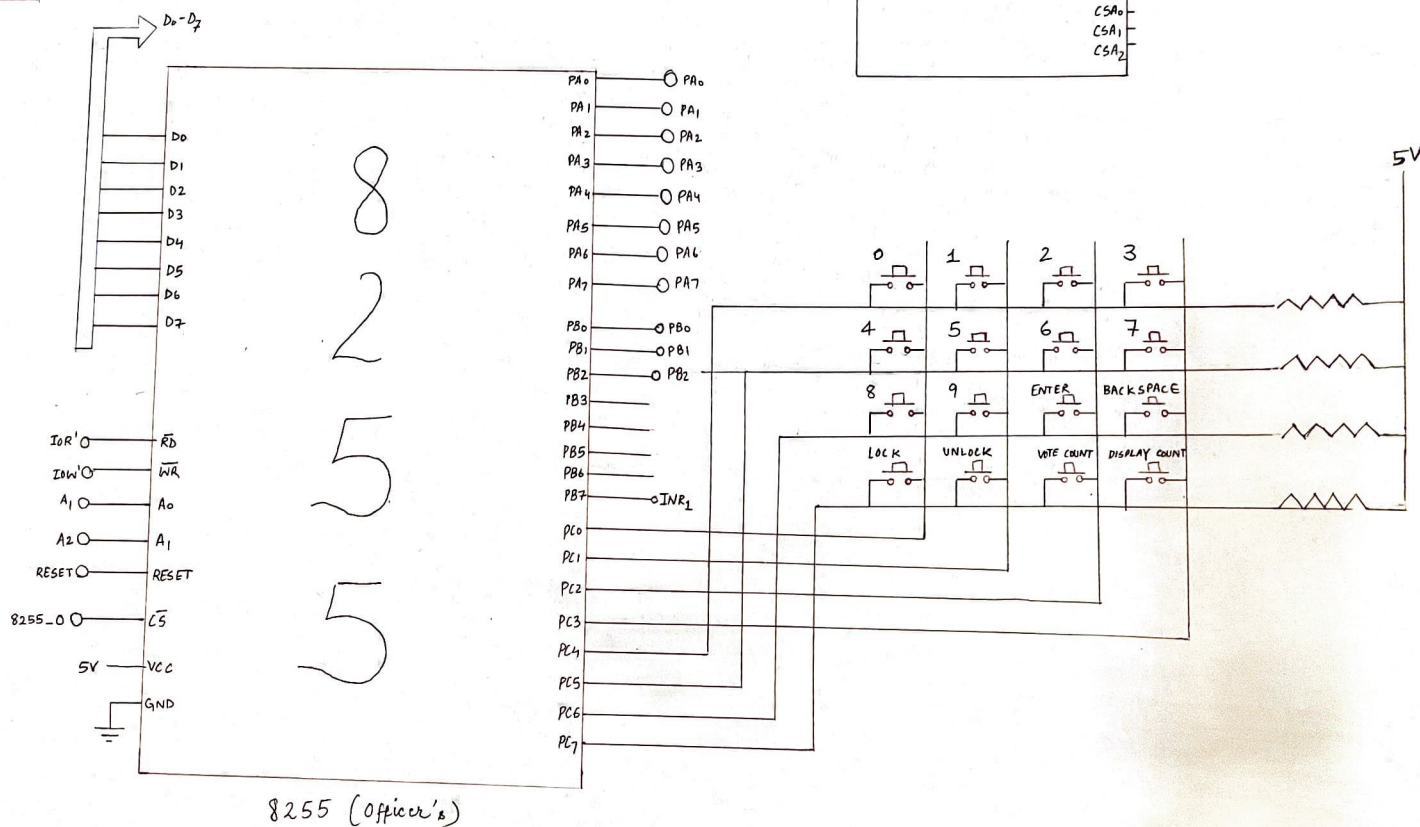 D0-D7
CSA0
CSA1
CSA2
D0
D1
D2
D3
D4
D5
D6
D7
IOR' RD̅
IOW' WR̅
A1 A0
A2 A1
RESET RESET
8255_0 CS̅
5V VCC
GND
8
2
5
5
PA0 PA0
PA1 PA1
PA2 PA2
PA3 PA3
PA4 PA4
PA5 PA5
PA6 PA6
PA7 PA7
PB0 PB0
PB1 PB1
PB2 PB2
PB3
PB4
PB5
PB6
PB7 INR1
PC0
PC1
PC2
PC3
PC4
PC5
PC6
PC7
5V
0 1 2 3
4 5 6 7
8 9 ENTER BACKSPACE
LOCK UNLOCK VOTE COUNT DISPLAY COUNT
8255 (Officer's)